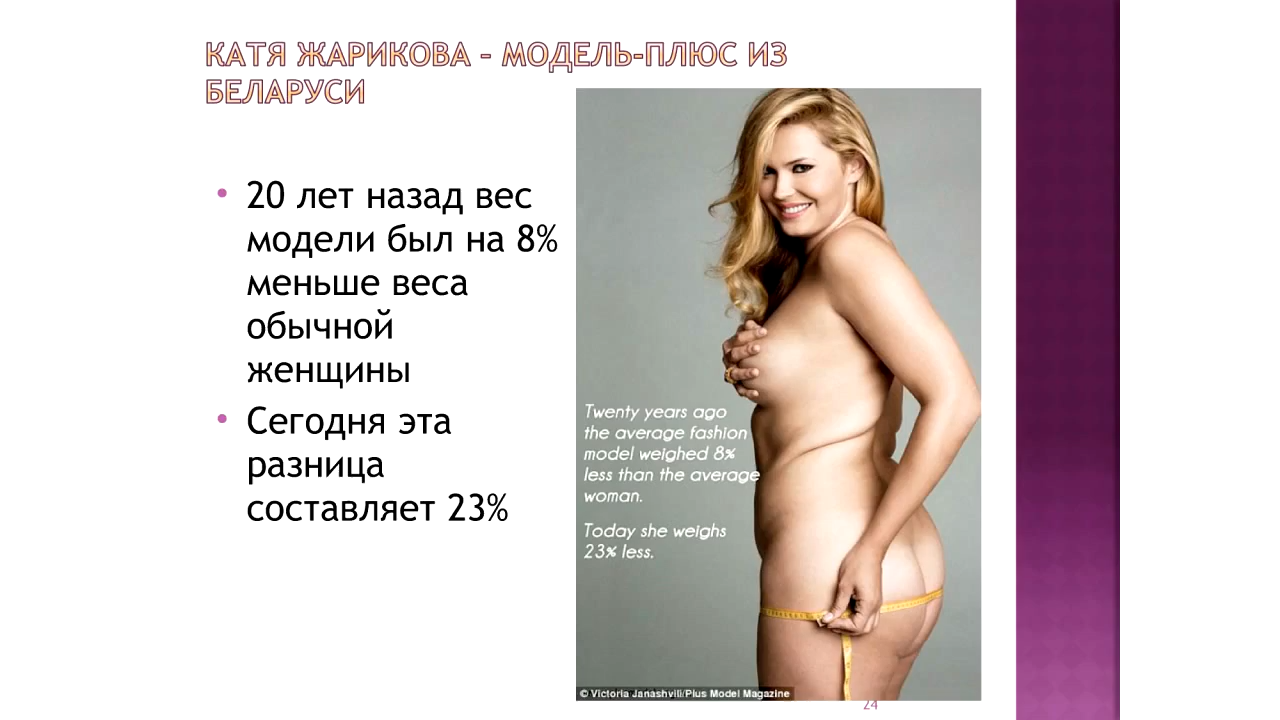 КАТЯ ЖАРИКОВА – МОДЕЛЬ-ПЛЮС ИЗ
БЕЛАРУСИ
• 20 лет назад вес
модели был на 8%
меньше веса
обычной
женщины
• Сегодня эта
разница
составляет 23%
Twenty years ago
the average fashion
model weighed 8%
less than the average
woman.
Today she weighs
23% less.
© Victoria Janashvili/Plus Model Magazine
24